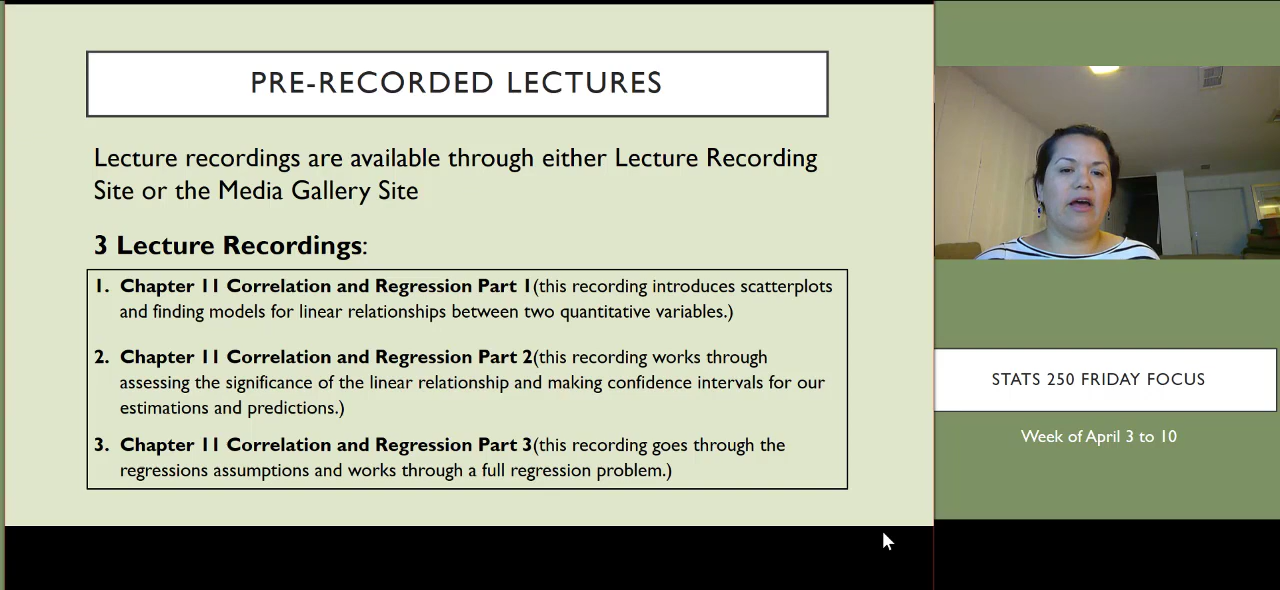 PRE-RECORDED LECTURES
Lecture recordings are available through either Lecture Recording
Site or the Media Gallery Site
3 Lecture Recordings:
1. Chapter 11 Correlation and Regression Part 1(this recording introduces scatterplots
and finding models for linear relationships between two quantitative variables.)
2. Chapter 11 Correlation and Regression Part 2(this recording works through
assessing the significance of the linear relationship and making confidence intervals for our
estimations and predictions.)
3. Chapter 11 Correlation and Regression Part 3(this recording goes through the
regressions assumptions and works through a full regression problem.)
STATS 250 FRIDAY FOCUS
Week of April 3 to 10